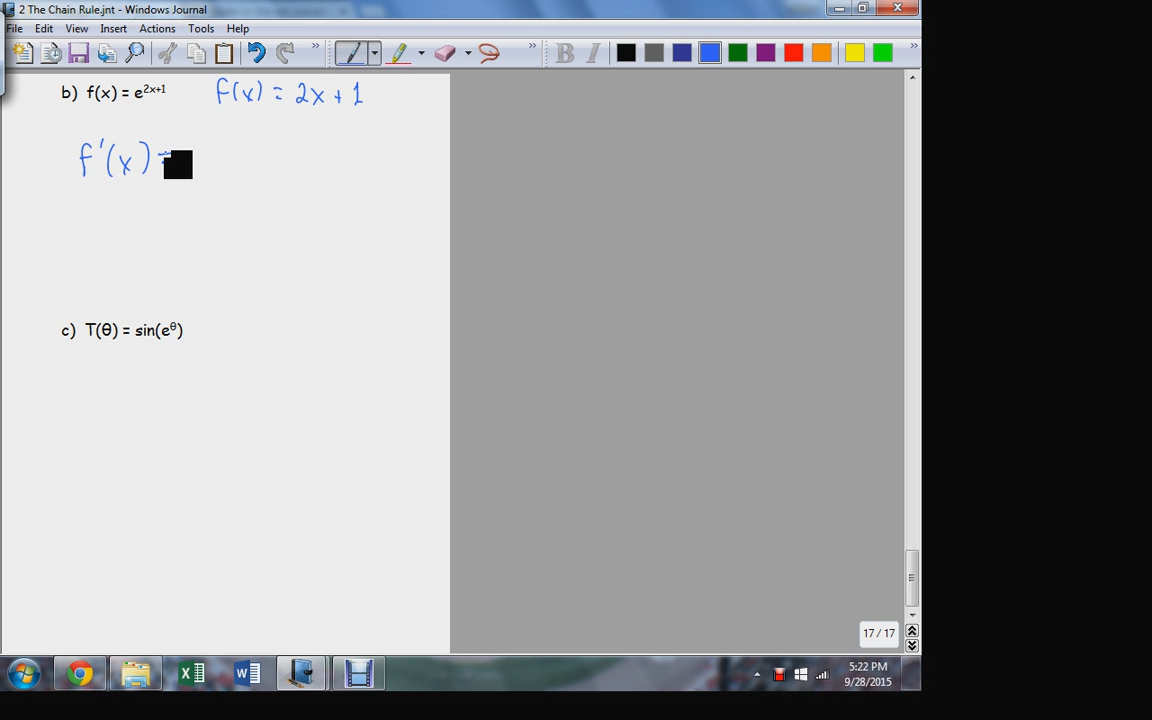 2 The Chain Rule.jnt - Windows Journal
File Edit View Insert Actions Tools Help
b) f(x) = e²ˣ⁺¹ f(x) = 2x + 1
f'(x) =
c) T(θ) = sin(e^θ)
17 / 17
5:22 PM
9/28/2015